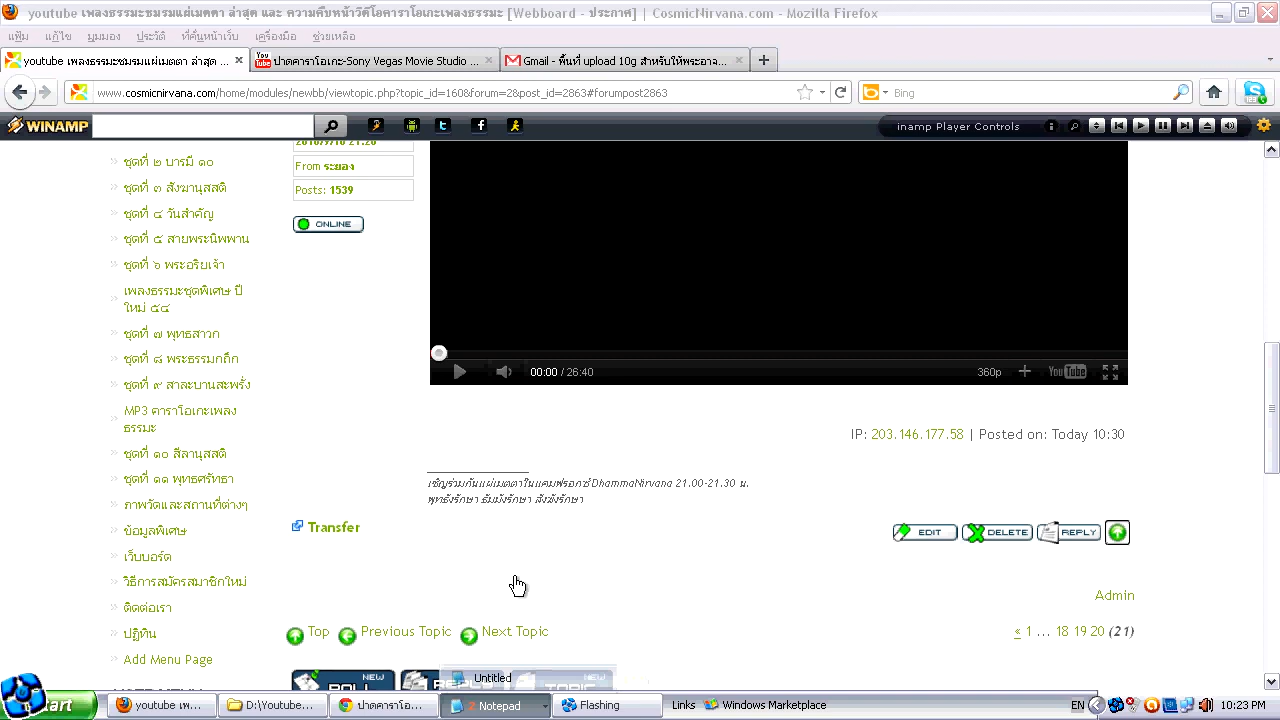 youtube เพลงธรรมะชมรมแผ่เมตตา ล่าสุด และ ความคืบหน้าวิดีโอคาราโอเกะเพลงธรรมะ [Webboard - ประกาศ] | CosmicNirvana.com - Mozilla Firefox
แฟ้ม แก้ไข มุมมอง ประวัติ ที่คั่นหน้าเว็บ เครื่องมือ ช่วยเหลือ
youtube เพลงธรรมะชมรมแผ่เมตตา ล่าสุด ...
ปาดคาราโอเกะ-Sony Vegas Movie Studio ...
Gmail - พื้นที่ upload 10g สำหรับให้พระอาจ...
www.cosmicnirvana.com/home/modules/newbb/viewtopic.php?topic_id=160&forum=2&post_id=2863#forumpost2863
Bing
WINAMP
inamp Player Controls
2010/9/10 21:20
ชุดที่ ๒ บารมี ๑๐
From ระยอง
ชุดที่ ๓ สังฆานุสสติ
Posts: 1539
ชุดที่ ๔ วันสำคัญ
ONLINE
ชุดที่ ๕ สายพระนิพพาน
ชุดที่ ๖ พระอริยเจ้า
เพลงธรรมะชุดพิเศษ ปี
ใหม่ ๕๔
ชุดที่ ๗ พุทธสาวก
ชุดที่ ๘ พระธรรมกถึก
ชุดที่ ๙ สาละบานสะพรั่ง
00:00 / 26:40
360p
YouTube
MP3 คาราโอเกะเพลง
ธรรมะ
IP: 203.146.177.58 | Posted on: Today 10:30
ชุดที่ ๑๐ สีลานุสสติ
ชุดที่ ๑๑ พุทธศรัทธา
เชิญร่วมกันแผ่เมตตาในแคมฟรอกซ์ DhammaNirvana 21.00-21.30 น.
พุทธังรักษา ธัมมังรักษา สังฆังรักษา
ภาพวัดและสถานที่ต่างๆ
ข้อมูลพิเศษ
Transfer
EDIT
DELETE
REPLY
เว็บบอร์ด
วิธีการสมัครสมาชิกใหม่
ติดต่อเรา
Admin
ปฏิทิน
Top
Previous Topic
Next Topic
« 1 ... 18 19 20 (21)
Add Menu Page
NEW
POLL
Untitled
NEW
TOPIC
start
youtube เพ...
D:\Youtube...
ปาดคาราโอ...
Notepad
Flashing
Links
Windows Marketplace
EN
10:23 PM